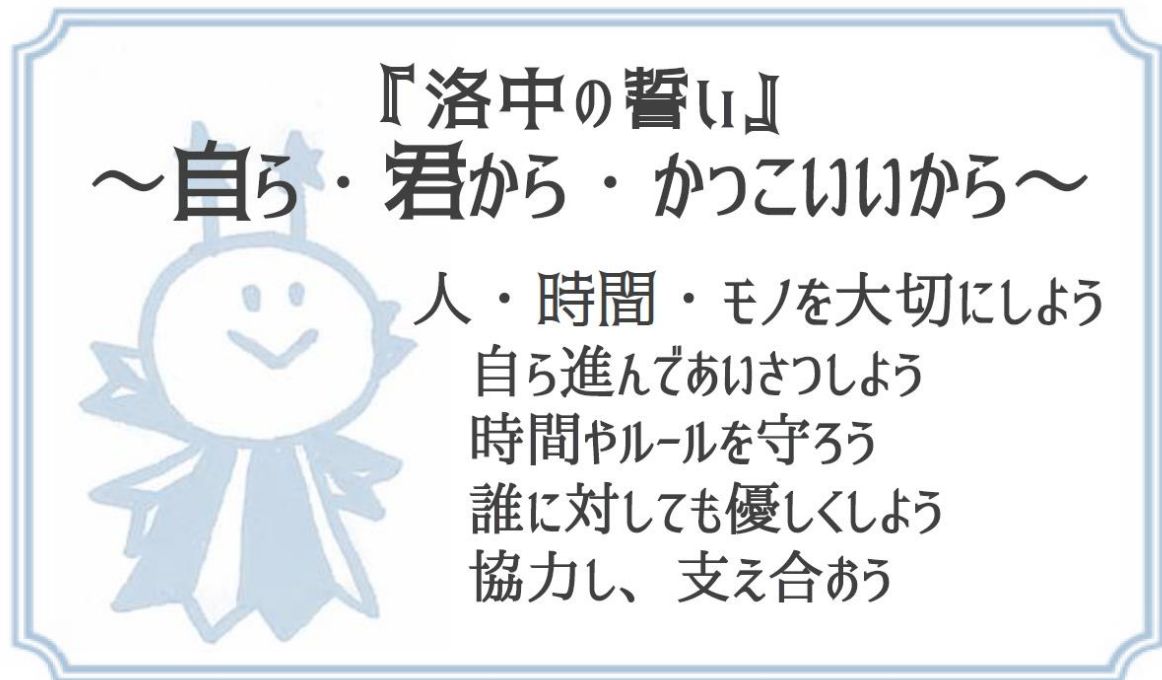 『洛中の誓い』
～自ら・君から・かっこいいから～
人・時間・モノを大切にしよう
自ら進んであいさつしよう
時間やルールを守ろう
誰に対しても優しくしよう
協力し、支え合おう